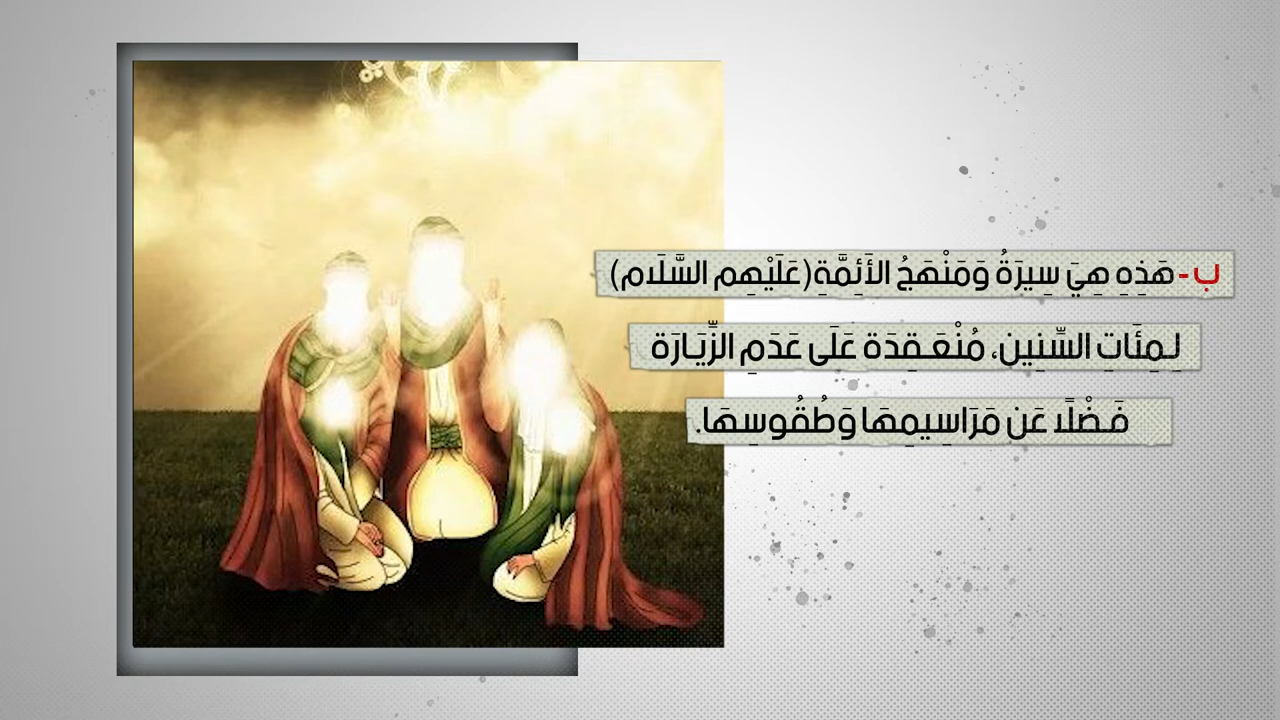 ب- هَذِهِ هِيَ سِيرَةُ وَمَنْهَجُ الأَئِمَّةِ (عَلَيْهِم السَّلَام)
لِمِئَاتِ السِّنِين، مُنْعَقِدَة عَلَى عَدَمِ الزِّيَارَة
فَضْلًا عَن مَرَاسِيمِهَا وَطُقُوسِهَا.